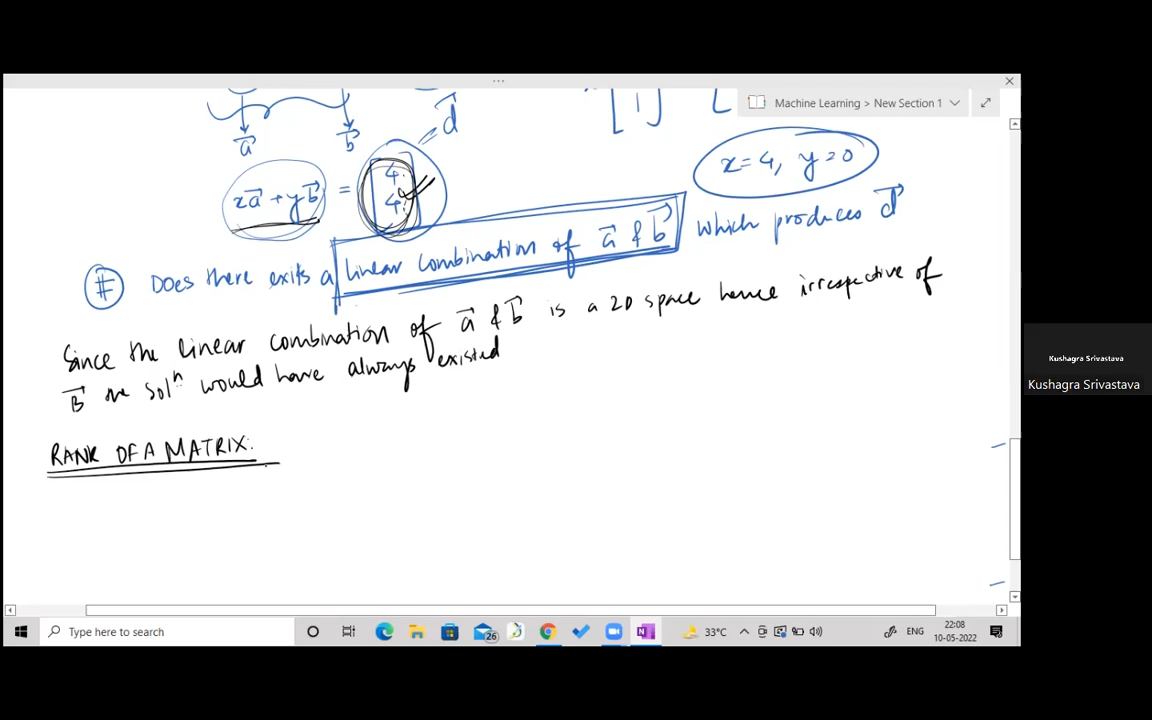 Machine Learning > New Section 1
a⃗ b⃗ d⃗
xa⃗ + yb⃗ = [4 4]
x=4, y=0
Does there exits a linear combination of a⃗ & b⃗ which produces d⃗
Since the linear combination of a⃗ & b⃗ is a 2D space hence irrespective of
B⃗ the solⁿ would have always existed
RANK OF A MATRIX:
Kushagra Srivastava
Kushagra Srivastava
Type here to search
26
33°C
ENG
22:08
10-05-2022